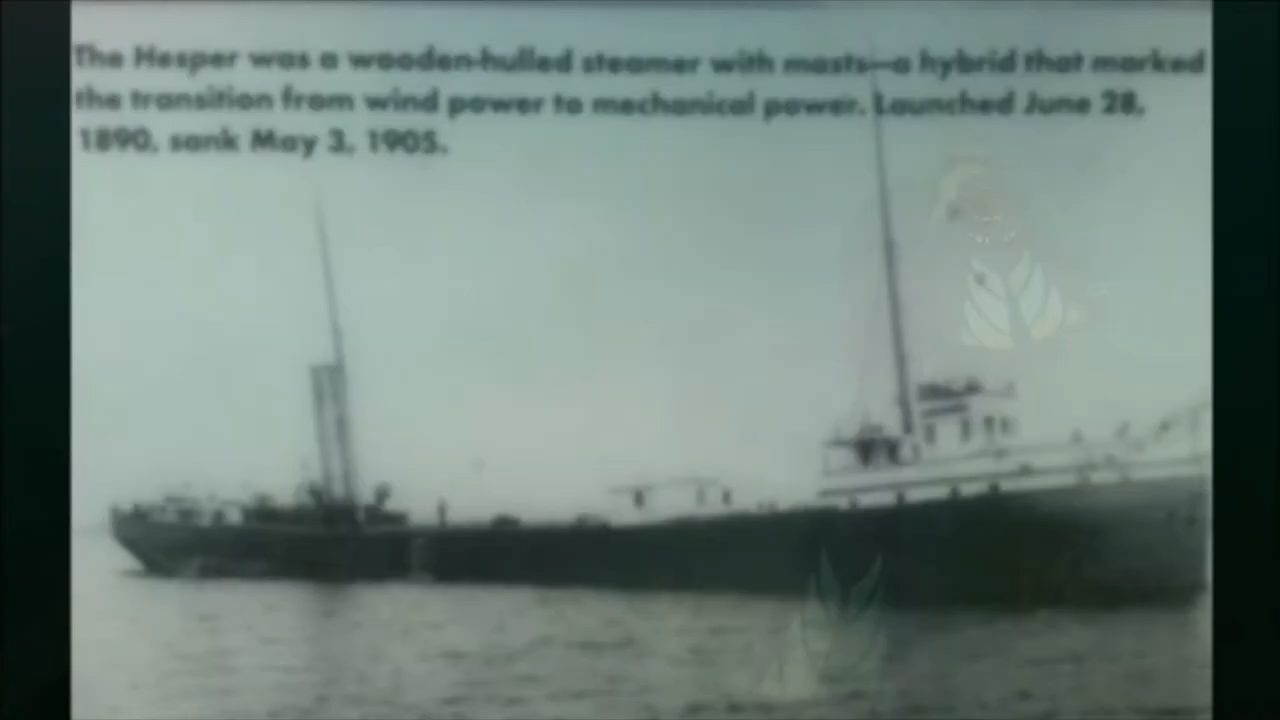 The Hesper was a wooden-hulled steamer with masts—a hybrid that marked
the transition from wind power to mechanical power. Launched June 28,
1890, sank May 3, 1905.